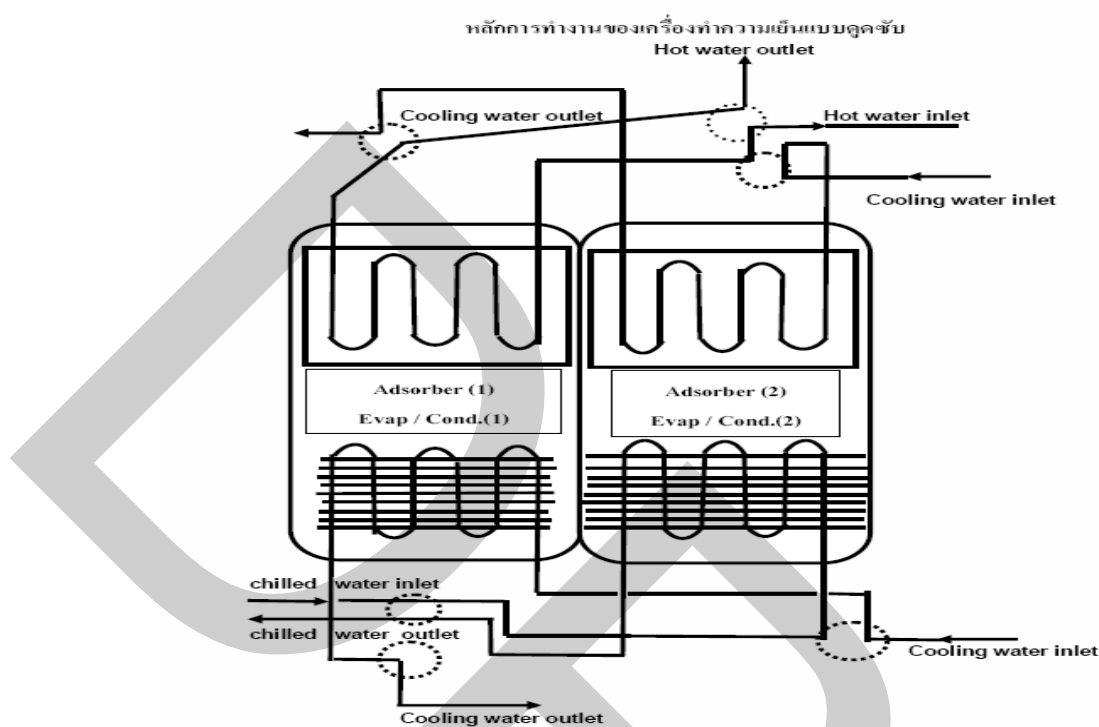 หลักการทำงานของเครื่องทำความเย็นแบบดูดซับ
Hot water outlet
Cooling water outlet
Hot water inlet
Cooling water inlet
Adsorber (1)
Evap / Cond.(1)
Adsorber (2)
Evap / Cond.(2)
chilled water inlet
chilled water outlet
Cooling water inlet
Cooling water outlet